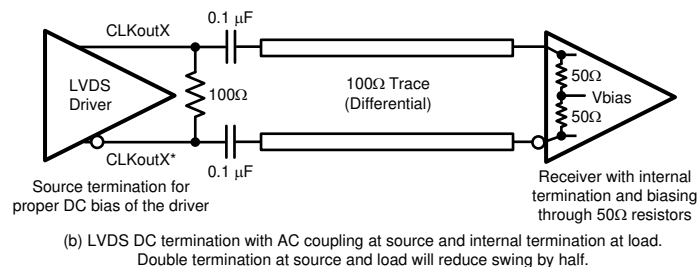 0.1 µF
CLKoutX
LVDS
Driver
100Ω
100Ω Trace
(Differential)
50Ω
Vbias
50Ω
CLKoutX*
0.1 µF
Source termination for
proper DC bias of the driver
Receiver with internal
termination and biasing
through 50Ω resistors
(b) LVDS DC termination with AC coupling at source and internal termination at load.
Double termination at source and load will reduce swing by half.